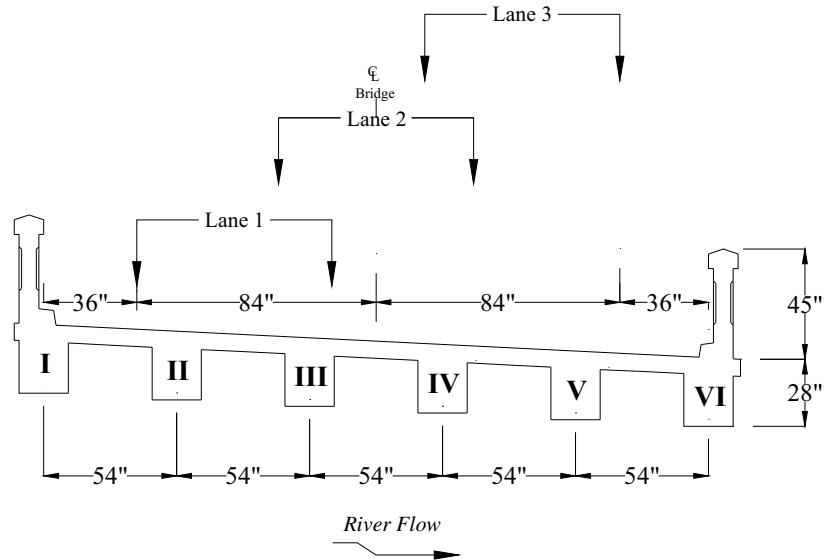 Lane 3
℄
Bridge
Lane 2
Lane 1
36" 84" 84" 36" 45"
I II III IV V VI 28"
54" 54" 54" 54" 54"
River Flow